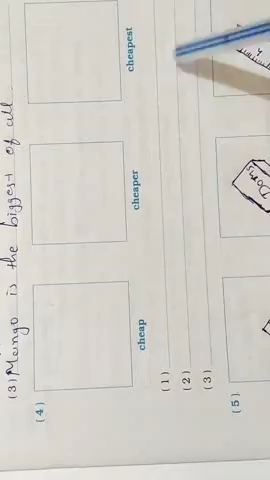 (3) Mango is the biggest of all
(4)
cheap cheaper cheapest
(1)
(2)
(3)
(5)